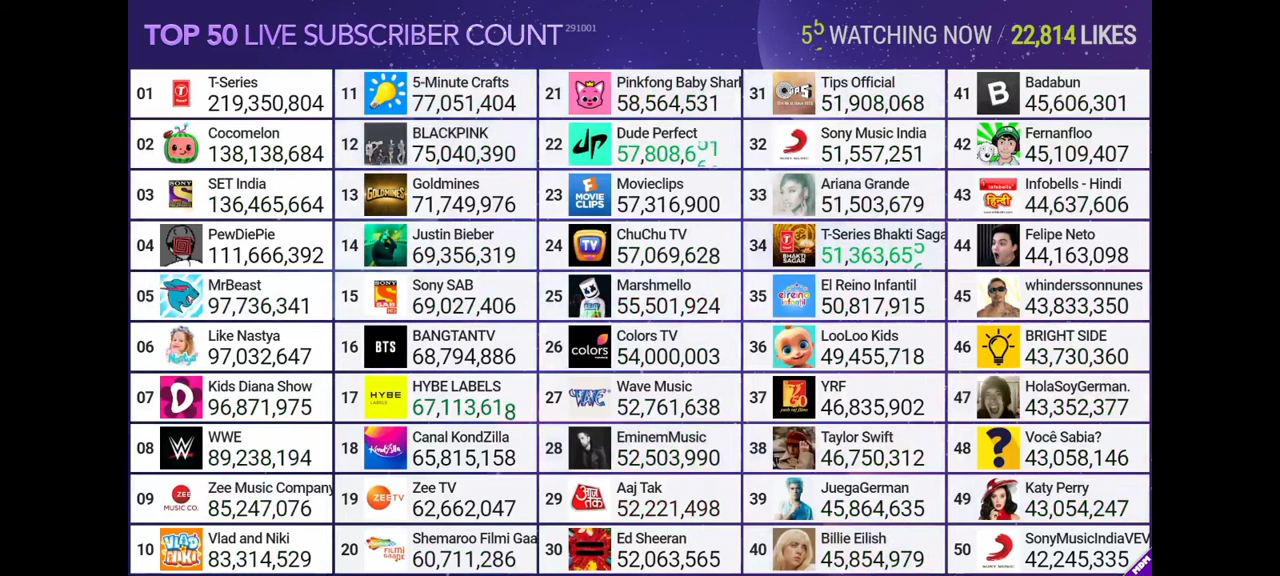 TOP 50 LIVE SUBSCRIBER COUNT 291001
WATCHING NOW / 22,814 LIKES
01 T-Series 219,350,804
02 Cocomelon 138,138,684
03 SET India 136,465,664
04 PewDiePie 111,666,392
05 MrBeast 97,736,341
06 Like Nastya 97,032,647
07 Kids Diana Show 96,871,975
08 WWE 89,238,194
09 Zee Music Company 85,247,076
10 Vlad and Niki 83,314,529
11 5-Minute Crafts 77,051,404
12 BLACKPINK 75,040,390
13 Goldmines 71,749,976
14 Justin Bieber 69,356,319
15 Sony SAB 69,027,406
16 BANGTANTV 68,794,886
17 HYBE LABELS 67,113,618
18 Canal KondZilla 65,815,158
19 Zee TV 62,662,047
20 Shemaroo Filmi Gaa 60,711,286
21 Pinkfong Baby Shark 58,564,531
22 Dude Perfect
23 Movieclips 57,316,900
24 ChuChu TV 57,069,628
25 Marshmello 55,501,924
26 Colors TV 54,000,003
27 Wave Music 52,761,638
28 EminemMusic 52,503,990
29 Aaj Tak 52,221,498
30 Ed Sheeran 52,063,565
31 Tips Official 51,908,068
32 Sony Music India 51,557,251
33 Ariana Grande 51,503,679
34 T-Series Bhakti Saga
35 El Reino Infantil 50,817,915
36 LooLoo Kids 49,455,718
37 YRF 46,835,902
38 Taylor Swift 46,750,312
39 JuegaGerman 45,864,635
40 Billie Eilish 45,854,979
41 Badabun 45,606,301
42 Fernanfloo 45,109,407
43 Infobells - Hindi 44,637,606
44 Felipe Neto 44,163,098
45 whinderssonnunes 43,833,350
46 BRIGHT SIDE 43,730,360
47 HolaSoyGerman. 43,352,377
48 Você Sabia? 43,058,146
49 Katy Perry 43,054,247
50 SonyMusicIndiaVEV 42,245,335